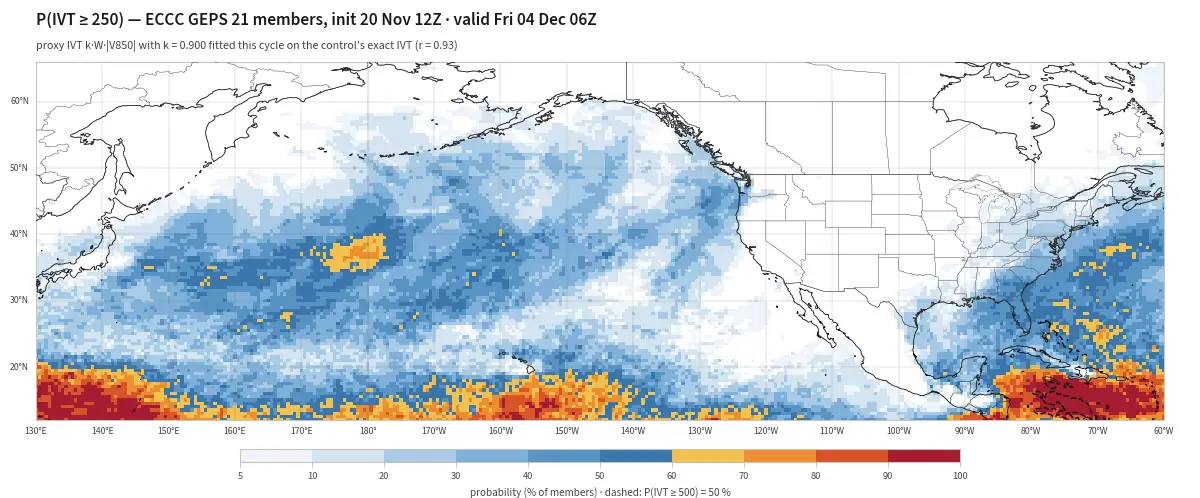 P(IVT ≥ 250) — ECCC GEPS 21 members, init 20 Nov 12Z · valid Fri 04 Dec 06Z
proxy IVT k·W·|V850| with k = 0.900 fitted this cycle on the control's exact IVT (r = 0.93)
60°N
50°N
40°N
30°N
20°N
130°E 140°E 150°E 160°E 170°E 180° 170°W 160°W 150°W 140°W 130°W 120°W 110°W 100°W 90°W 80°W 70°W 60°W
5 10 20 30 40 50 60 70 80 90 100
probability (% of members) · dashed: P(IVT ≥ 500) = 50 %